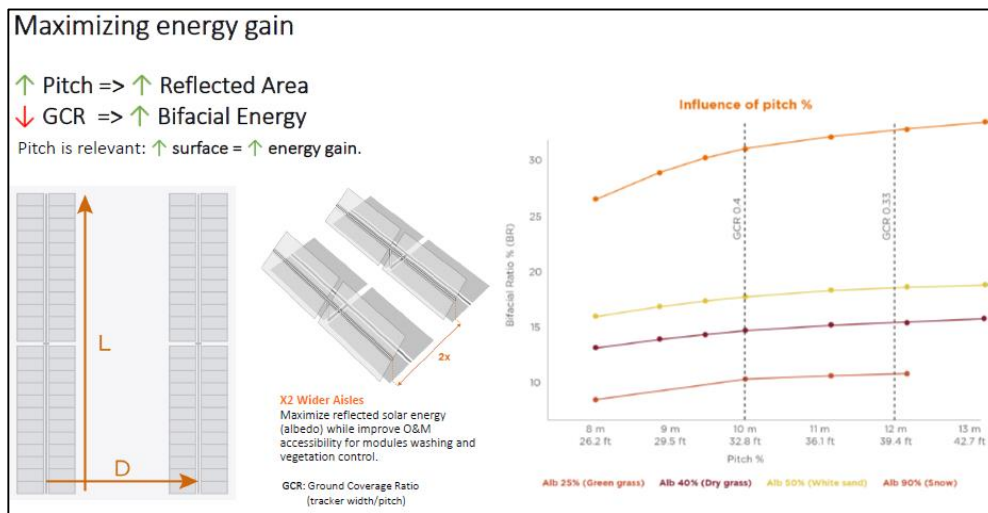 Maximizing energy gain
↑ Pitch => ↑ Reflected Area
↓ GCR => ↑ Bifacial Energy
Pitch is relevant: ↑ surface = ↑ energy gain.
L
D
2x
X2 Wider Aisles
Maximize reflected solar energy
(albedo) while improve O&M
accessibility for modules washing and
vegetation control.
GCR: Ground Coverage Ratio
(tracker width/pitch)
Influence of pitch %
Bifacial Ratio % (BR)
30
25
20
15
10
GCR 0.4
GCR 0.33
8 m 9 m 10 m 11 m 12 m 13 m
26.2 ft 29.5 ft 32.8 ft 36.1 ft 39.4 ft 42.7 ft
Pitch %
Alb 25% (Green grass) Alb 40% (Dry grass) Alb 50% (White sand) Alb 90% (Snow)